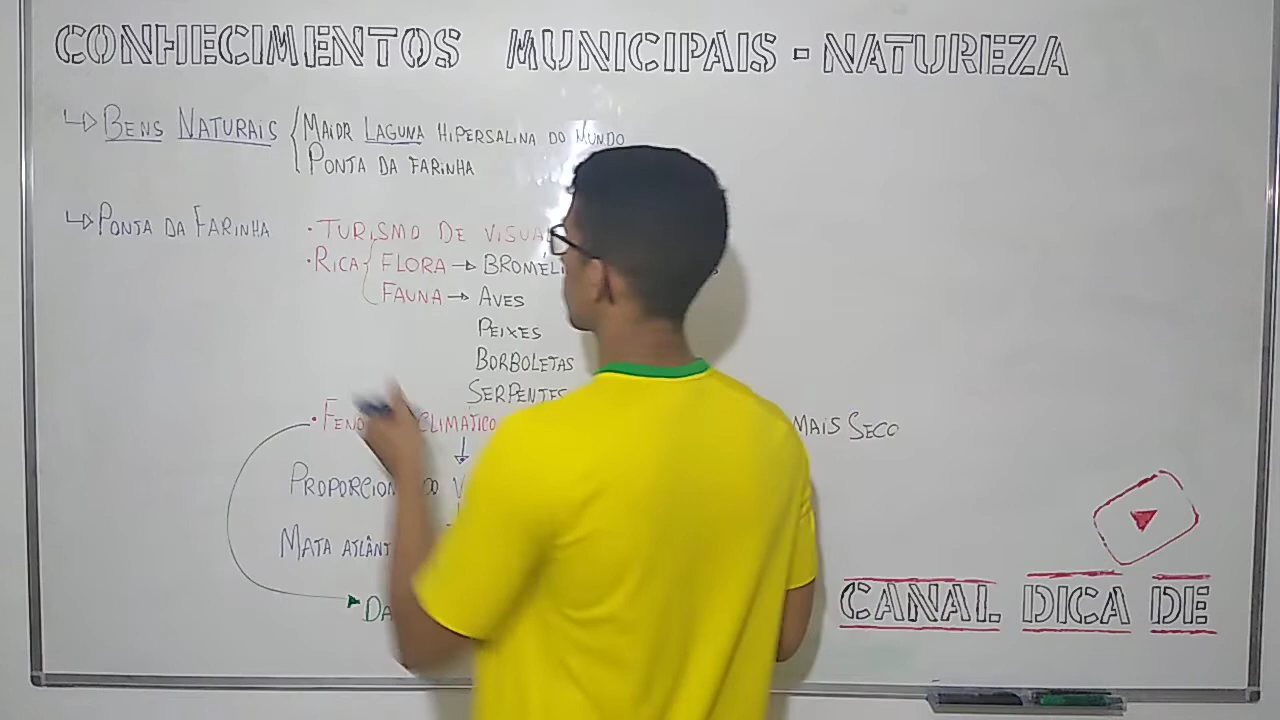 CONHECIMENTOS MUNICIPAIS - NATUREZA
BENS NATURAIS
MAIOR LAGUNA HIPERSALINA DO MUNDO
PONTA DA FARINHA
PONTA DA FARINHA
• TURISMO DE
• RICA FLORA →
FAUNA → AVES
PEIXES
BORBOLETAS
SERPENTES
• CLIMÁTICO MAIS SECO
MATA
CANAL DICA DE